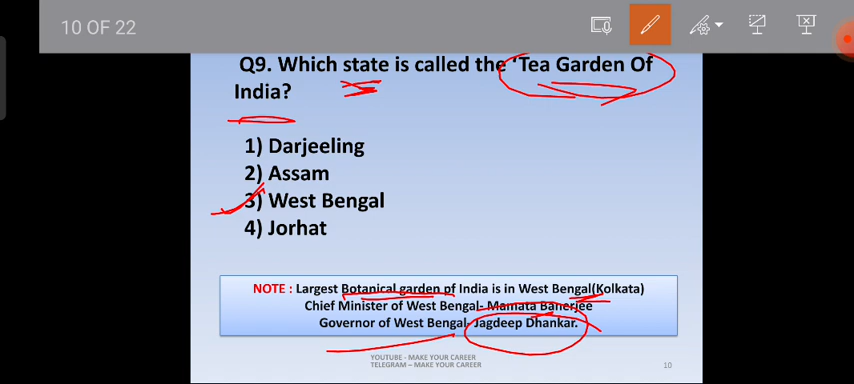 10 OF 22
Q9. Which state is called the ‘Tea Garden Of
India?
1) Darjeeling
2) Assam
3) West Bengal
4) Jorhat
NOTE : Largest Botanical garden of India is in West Bengal(Kolkata)
Chief Minister of West Bengal- Mamata Banerjee
Governor of West Bengal- Jagdeep Dhankar.
YOUTUBE - MAKE YOUR CAREER
TELEGRAM – MAKE YOUR CAREER
10